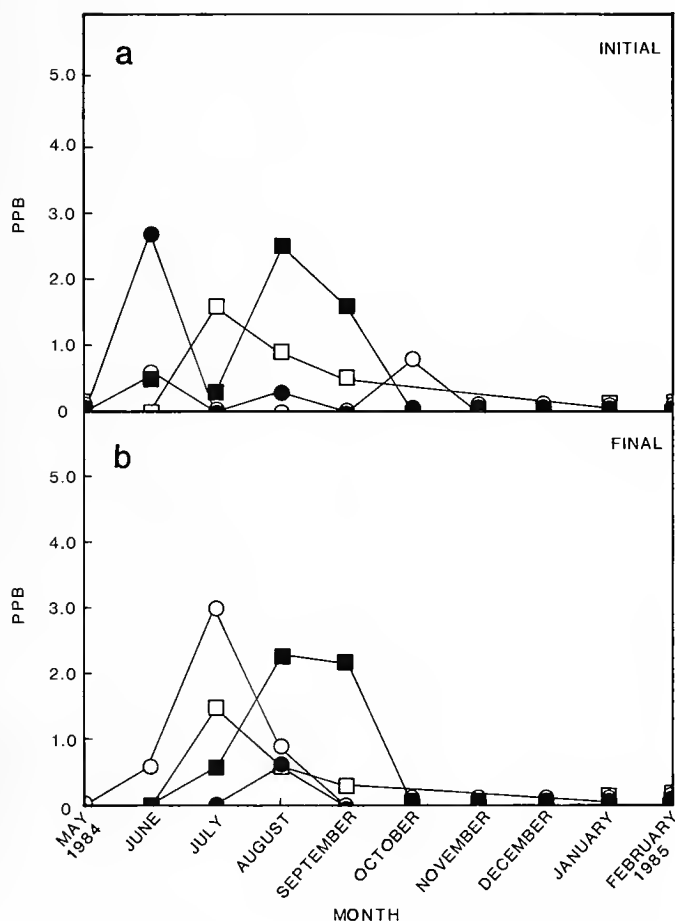 a
INITIAL
5.0
4.0
3.0
2.0
1.0
0
PPB
b
FINAL
5.0
4.0
3.0
2.0
1.0
0
PPB
MAY
1984
JUNE
JULY
AUGUST
SEPTEMBER
OCTOBER
NOVEMBER
DECEMBER
JANUARY
FEBRUARY
1985
MONTH